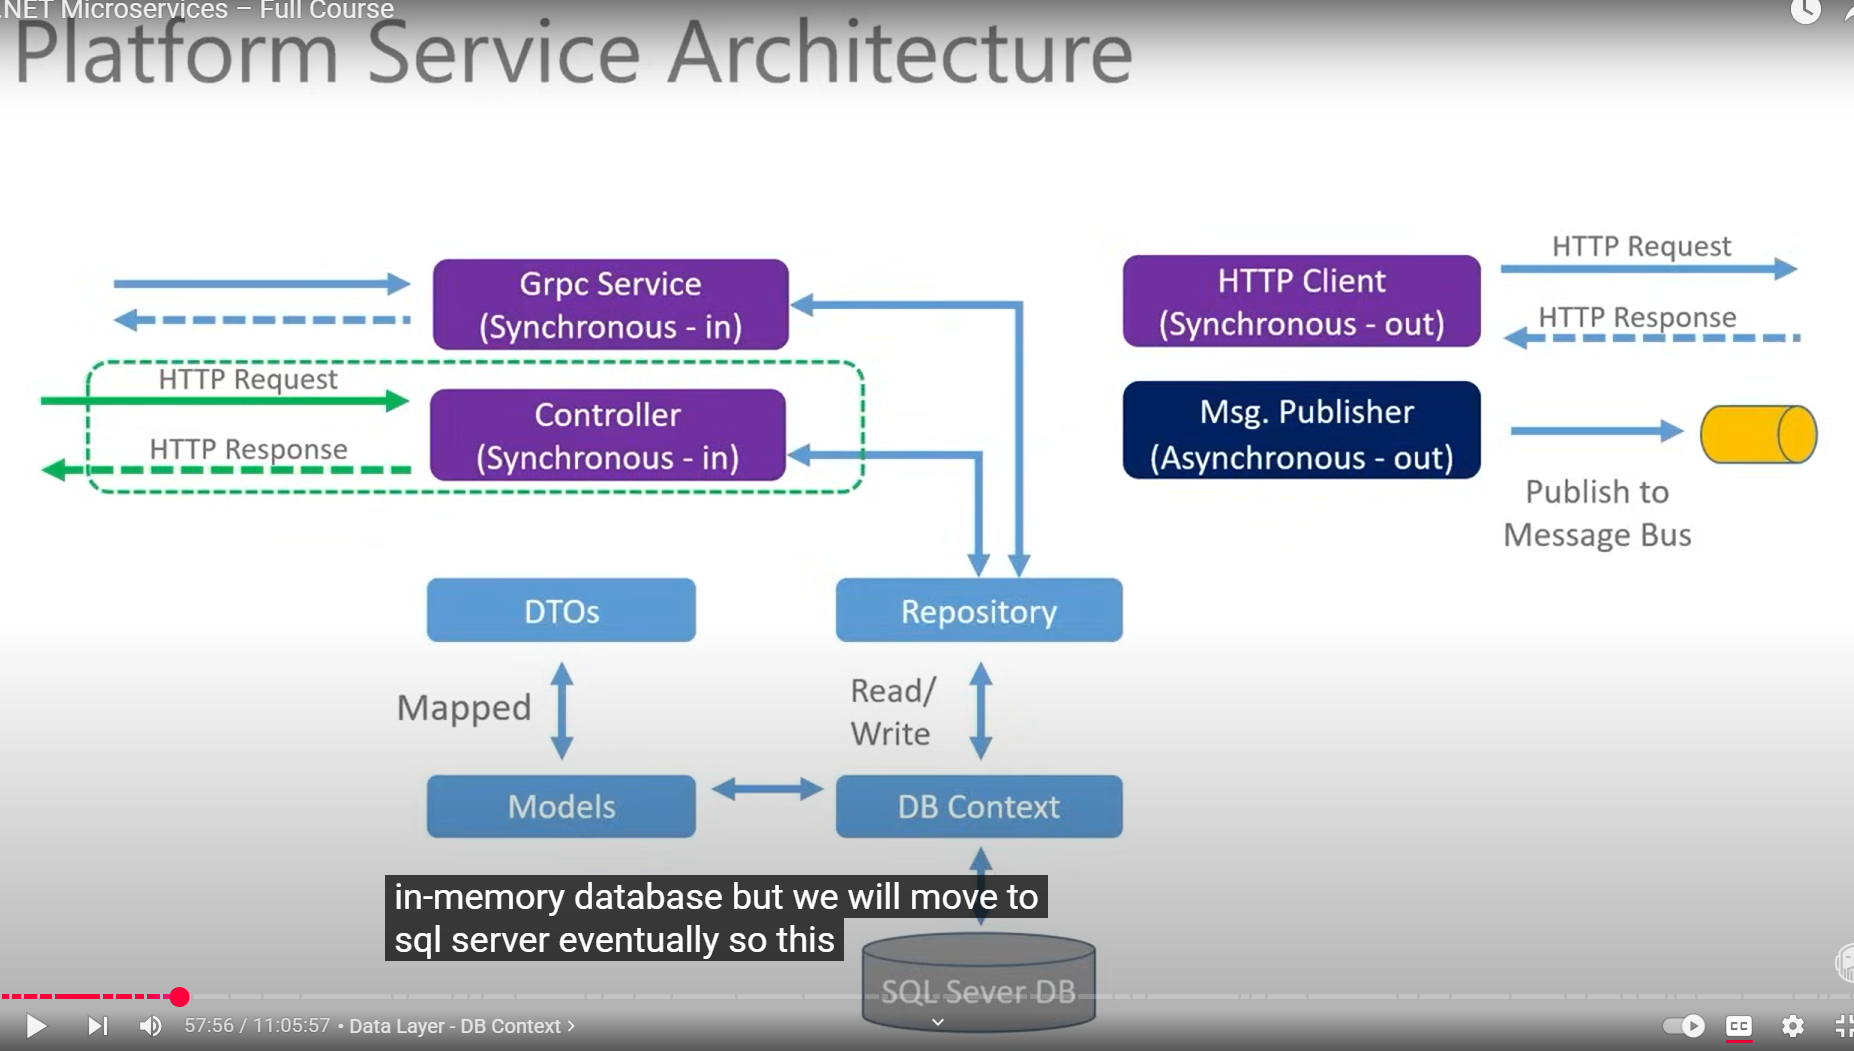 .NET Microservices – Full Course
Platform Service Architecture
Grpc Service
(Synchronous - in)
HTTP Request
HTTP Response
Controller
(Synchronous - in)
HTTP Client
(Synchronous - out)
HTTP Request
HTTP Response
Msg. Publisher
(Asynchronous - out)
Publish to
Message Bus
DTOs
Repository
Mapped
Read/
Write
Models
DB Context
in-memory database but we will move to
sql server eventually so this
SQL Sever DB
57:56 / 11:05:57 • Data Layer - DB Context >
CC